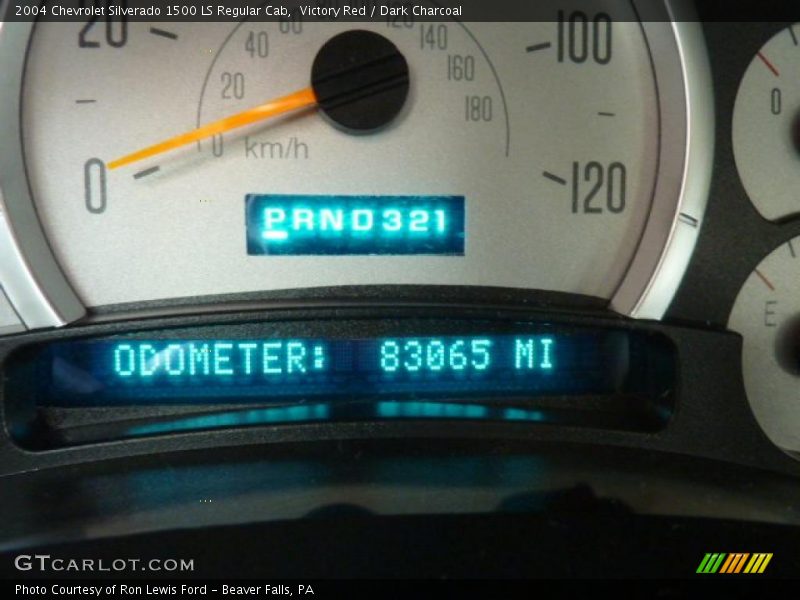 2004 Chevrolet Silverado 1500 LS Regular Cab, Victory Red / Dark Charcoal
20 100
40 140
20 160
180
0 km/h
0 120
0
PRND321
E
ODOMETER: 83065 MI
GTCARLOT.COM
Photo Courtesy of Ron Lewis Ford - Beaver Falls, PA